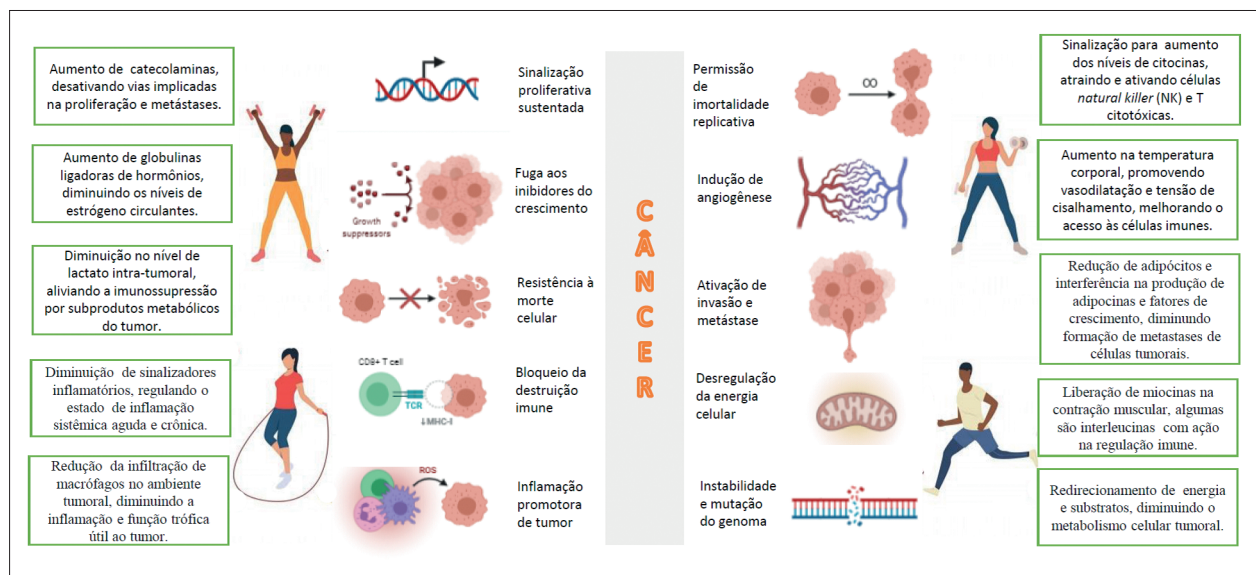 Aumento de catecolaminas,
desativando vias implicadas
na proliferação e metástases.
Aumento de globulinas
ligadoras de hormônios,
diminuindo os níveis de
estrógeno circulantes.
Diminuição no nível de
lactato intra-tumoral,
aliviando a imunossupressão
por subprodutos metabólicos
do tumor.
Diminuição de sinalizadores
inflamatórios, regulando o
estado de inflamação
sistêmica aguda e crônica.
Redução da infiltração de
macrófagos no ambiente
tumoral, diminuindo a
inflamação e função trófica
útil ao tumor.
Sinalização
proliferativa
sustentada
Growth
suppressors
Fuga aos
inibidores do
crescimento
Resistência à
morte
celular
CD8+ T cell
TCR
↓MHC-I
Bloqueio da
destruição
imune
ROS
Inflamação
promotora
de tumor
CÂNCER
Permissão
de
imortalidade
replicativa
∞
Indução
de
angiogênese
Ativação de
invasão e
metástase
Desregulação
da energia
celular
Instabilidade
e mutação
do genoma
Sinalização para aumento
dos níveis de citocinas,
atraindo e ativando células
natural killer (NK) e T
citotóxicas.
Aumento na temperatura
corporal, promovendo
vasodilatação e tensão de
cisalhamento, melhorando o
acesso às células imunes.
Redução de adipócitos e
interferência na produção de
adipocinas e fatores de
crescimento, diminundo
formação de metastases de
células tumorais.
Liberação de miocinas na
contração muscular, algumas
são interleucinas com ação
na regulação imune.
Redirecionamento de energia
e substratos, diminuindo o
metabolismo celular tumoral.